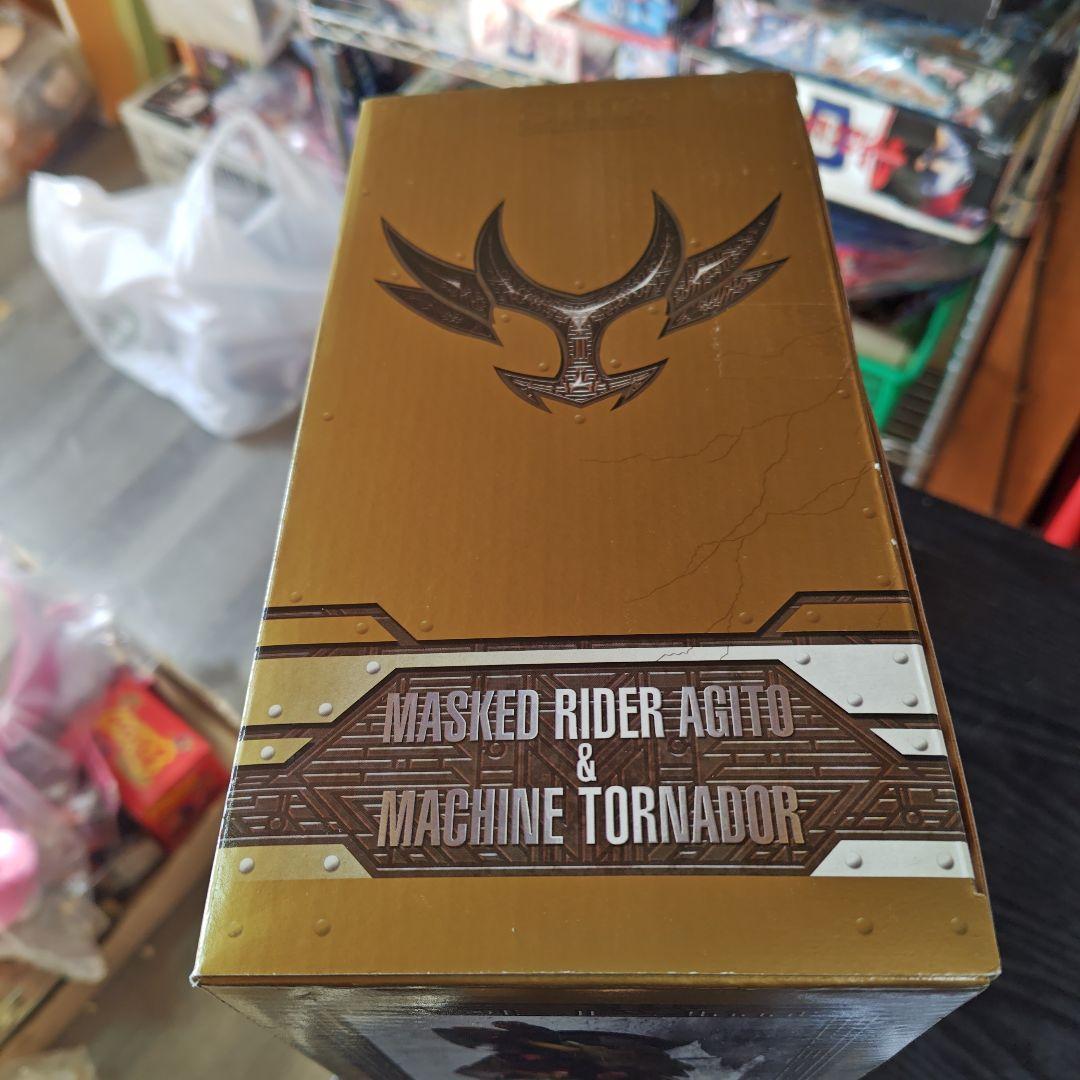 MASKED RIDER AGITO
&
MACHINE TORNADOR